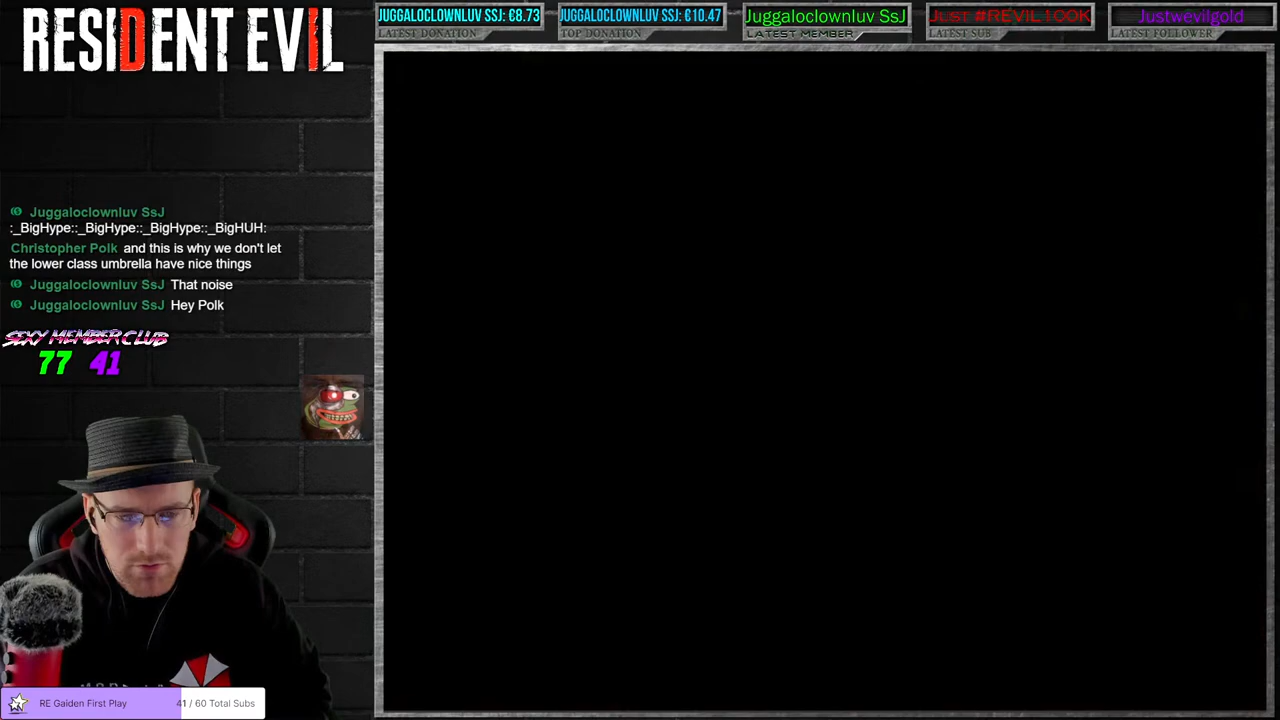 RESIDENT EVIL
JUGGALOCLOWNLUV SSJ: €8.73
LATEST DONATION
JUGGALOCLOWNLUV SSJ: €10.47
TOP DONATION
Juggaloclownluv SsJ
LATEST MEMBER
LATEST SUB
Justwevilgold
LATEST FOLLOWER
Juggaloclownluv SsJ
:_BigHype::_BigHype::_BigHype::_BigHUH:
Christopher Polk and this is why we don't let
the lower class umbrella have nice things
Juggaloclownluv SsJ That noise
Juggaloclownluv SsJ Hey Polk
SEXY MEMBER CLUB
77 41
RE Gaiden First Play 41 / 60 Total Subs